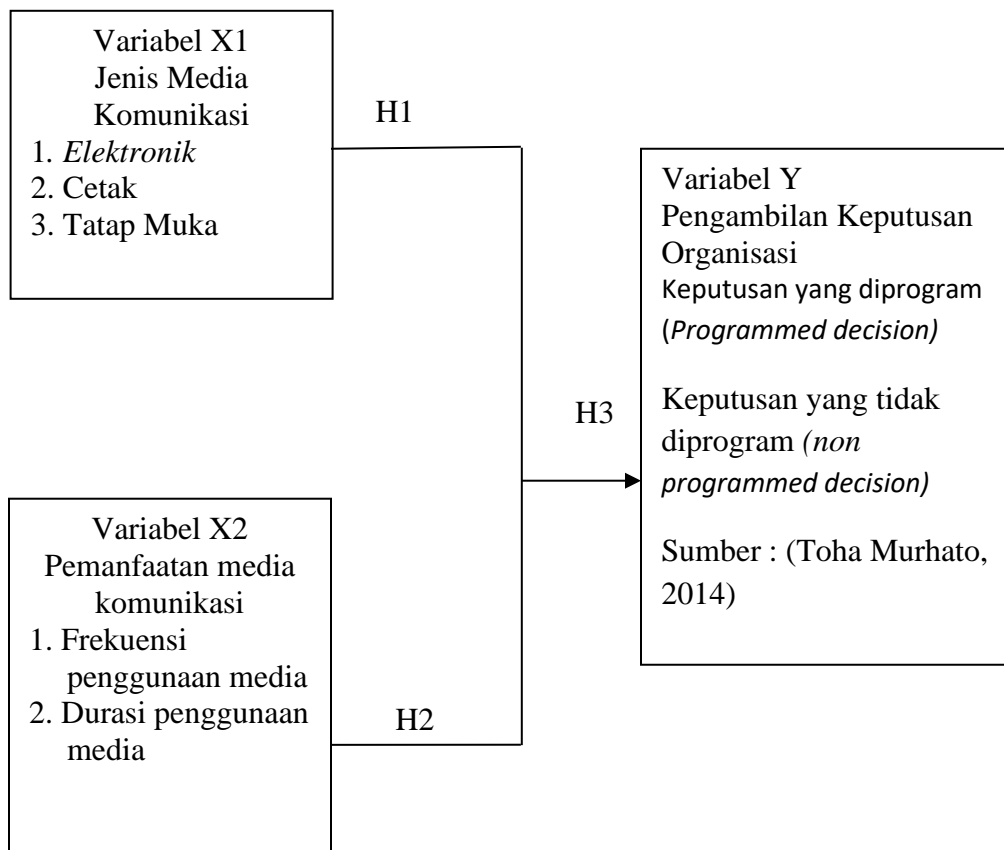 Variabel X1
Jenis Media
Komunikasi
1. Elektronik
2. Cetak
3. Tatap Muka
H1
Variabel X2
Pemanfaatan media
komunikasi
1. Frekuensi
penggunaan media
2. Durasi penggunaan
media
H2
H3
Variabel Y
Pengambilan Keputusan
Organisasi
Keputusan yang diprogram
(Programmed decision)
Keputusan yang tidak
diprogram (non
programmed decision)
Sumber : (Toha Murhato,
2014)